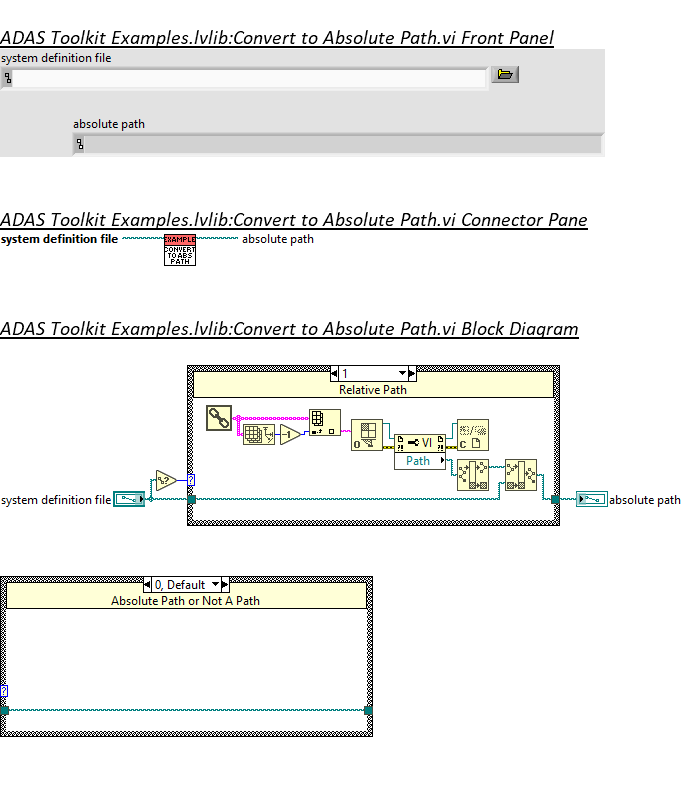 ADAS Toolkit Examples.lvlib:Convert to Absolute Path.vi Front Panel
system definition file
absolute path
ADAS Toolkit Examples.lvlib:Convert to Absolute Path.vi Connector Pane
system definition file
absolute path
EXAMPLE
CONVERT
TO ABS
PATH
ADAS Toolkit Examples.lvlib:Convert to Absolute Path.vi Block Diagram
1
Relative Path
-1
VI
Path
?
?
system definition file
absolute path
0, Default
Absolute Path or Not A Path
?